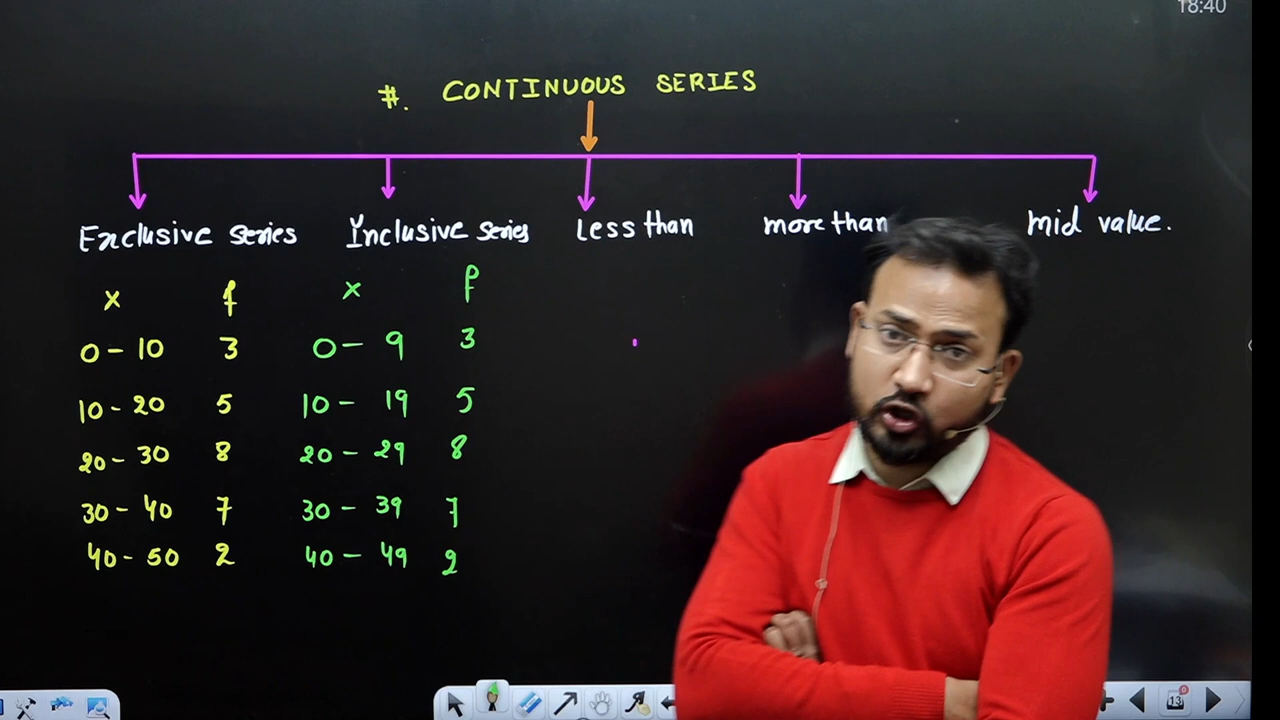 18:40
#. CONTINUOUS SERIES
Exclusive series Inclusive series Less than more than mid value.
x f x f
0 - 10 3 0 - 9 3
10 - 20 5 10 - 19 5
20 - 30 8 20 - 29 8
30 - 40 7 30 - 39 7
40 - 50 2 40 - 49 2
13